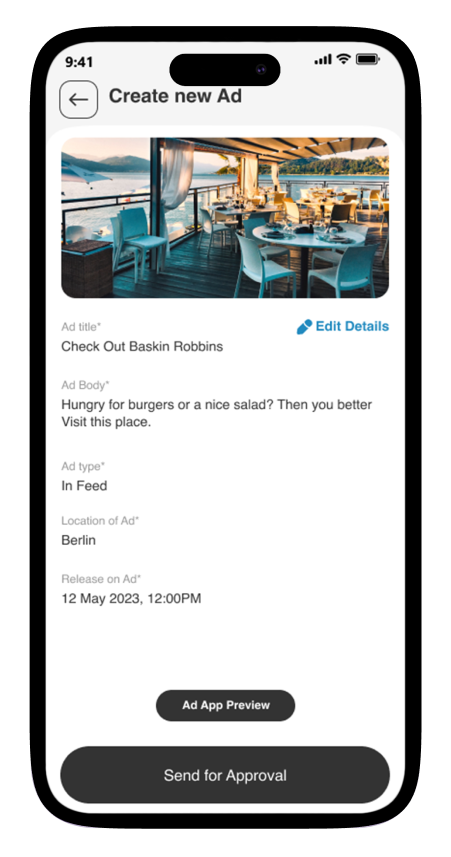 9:41
Create new Ad
Ad title*
Edit Details
Check Out Baskin Robbins
Ad Body*
Hungry for burgers or a nice salad? Then you better
Visit this place.
Ad type*
In Feed
Location of Ad*
Berlin
Release on Ad*
12 May 2023, 12:00PM
Ad App Preview
Send for Approval